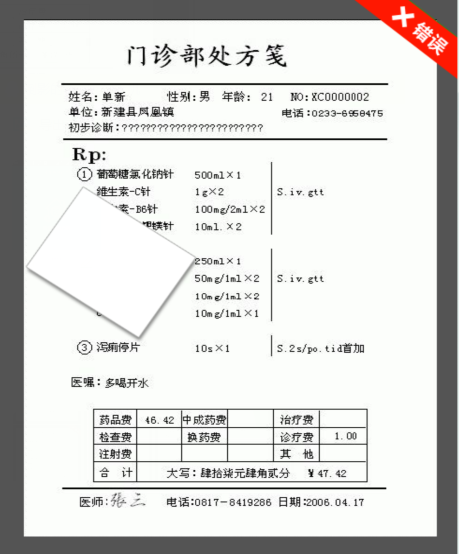 错误
门诊部处方笺
姓名:单新 性别:男 年龄: 21 NO:XC0000002
单位:新建县凤凰镇 电话:0233-6958475
初步诊断:?????????????????????????
Rp:
① 葡萄糖氯化钠针 500ml×1
维生素-C针 1g×2 S.iv.gtt
素-B6针 100mg/2ml×2
镁针 10ml.×2
250ml×1
50mg/1ml×2 S.iv.gtt
10mg/1ml×2
10mg/1ml×1
③ 泻痢停片 10s×1 S.2s/po.tid首加
医嘱:多喝开水
药品费 46.42 中成药费 治疗费
检查费 换药费 诊疗费 1.00
注射费 其 他
合 计 大写:肆拾柒元肆角贰分 ¥47.42
医师:张三 电话:0817-8419286 日期:2006.04.17